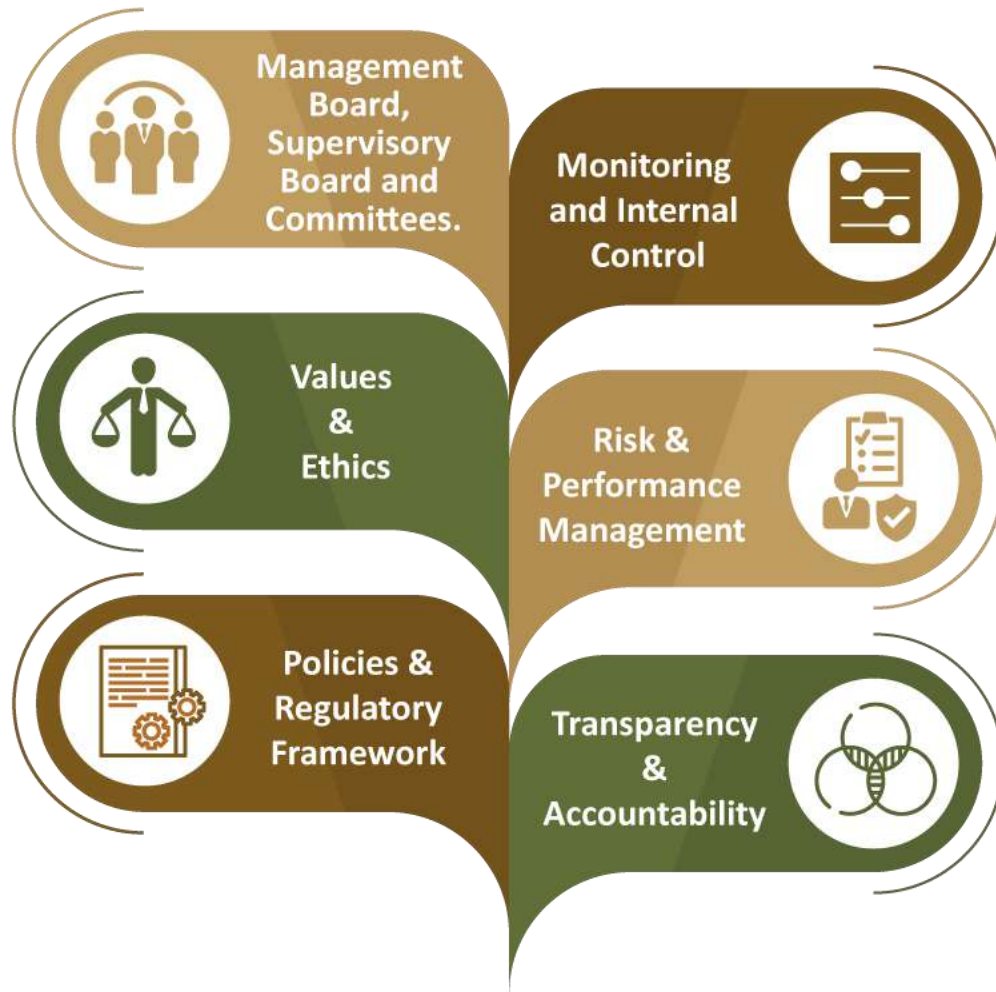 Management
Board,
Supervisory
Board and
Committees.
Monitoring
and Internal
Control
Values
&
Ethics
Risk &
Performance
Management
Policies &
Regulatory
Framework
Transparency
&
Accountability